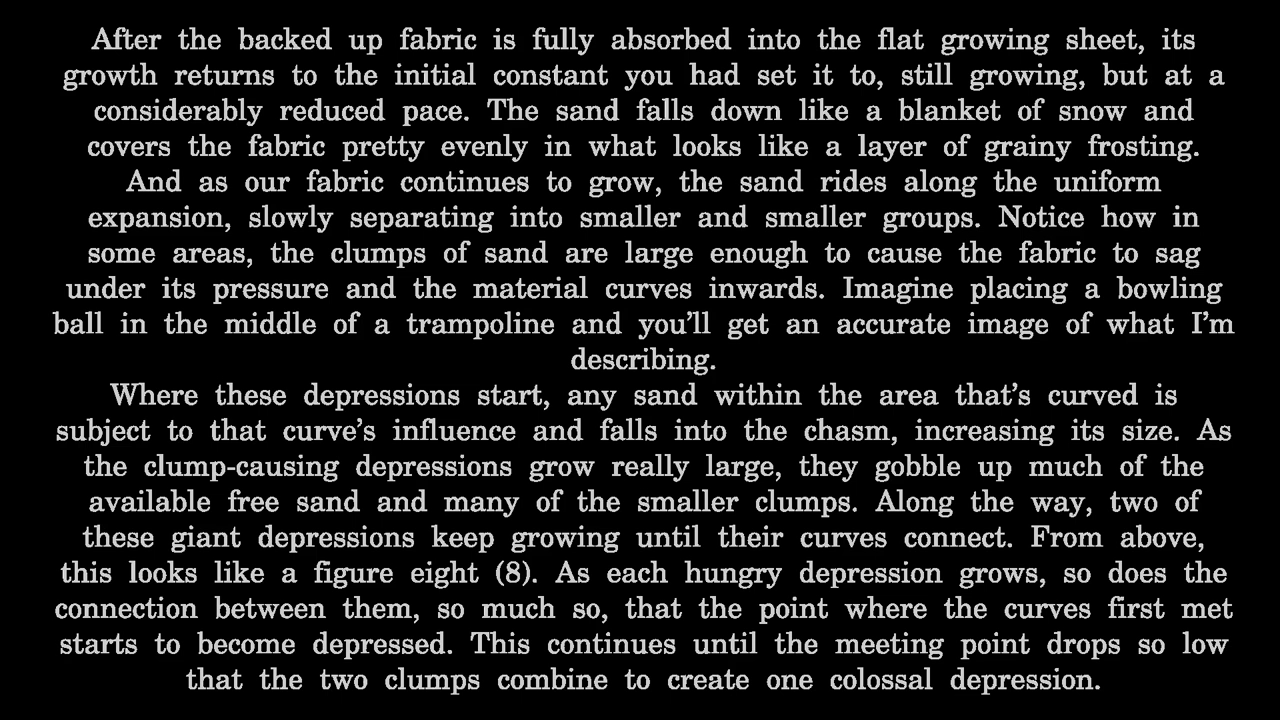 After the backed up fabric is fully absorbed into the flat growing sheet, its
growth returns to the initial constant you had set it to, still growing, but at a
considerably reduced pace. The sand falls down like a blanket of snow and
covers the fabric pretty evenly in what looks like a layer of grainy frosting.
And as our fabric continues to grow, the sand rides along the uniform
expansion, slowly separating into smaller and smaller groups. Notice how in
some areas, the clumps of sand are large enough to cause the fabric to sag
under its pressure and the material curves inwards. Imagine placing a bowling
ball in the middle of a trampoline and you'll get an accurate image of what I'm
describing.
Where these depressions start, any sand within the area that's curved is
subject to that curve's influence and falls into the chasm, increasing its size. As
the clump-causing depressions grow really large, they gobble up much of the
available free sand and many of the smaller clumps. Along the way, two of
these giant depressions keep growing until their curves connect. From above,
this looks like a figure eight (8). As each hungry depression grows, so does the
connection between them, so much so, that the point where the curves first met
starts to become depressed. This continues until the meeting point drops so low
that the two clumps combine to create one colossal depression.